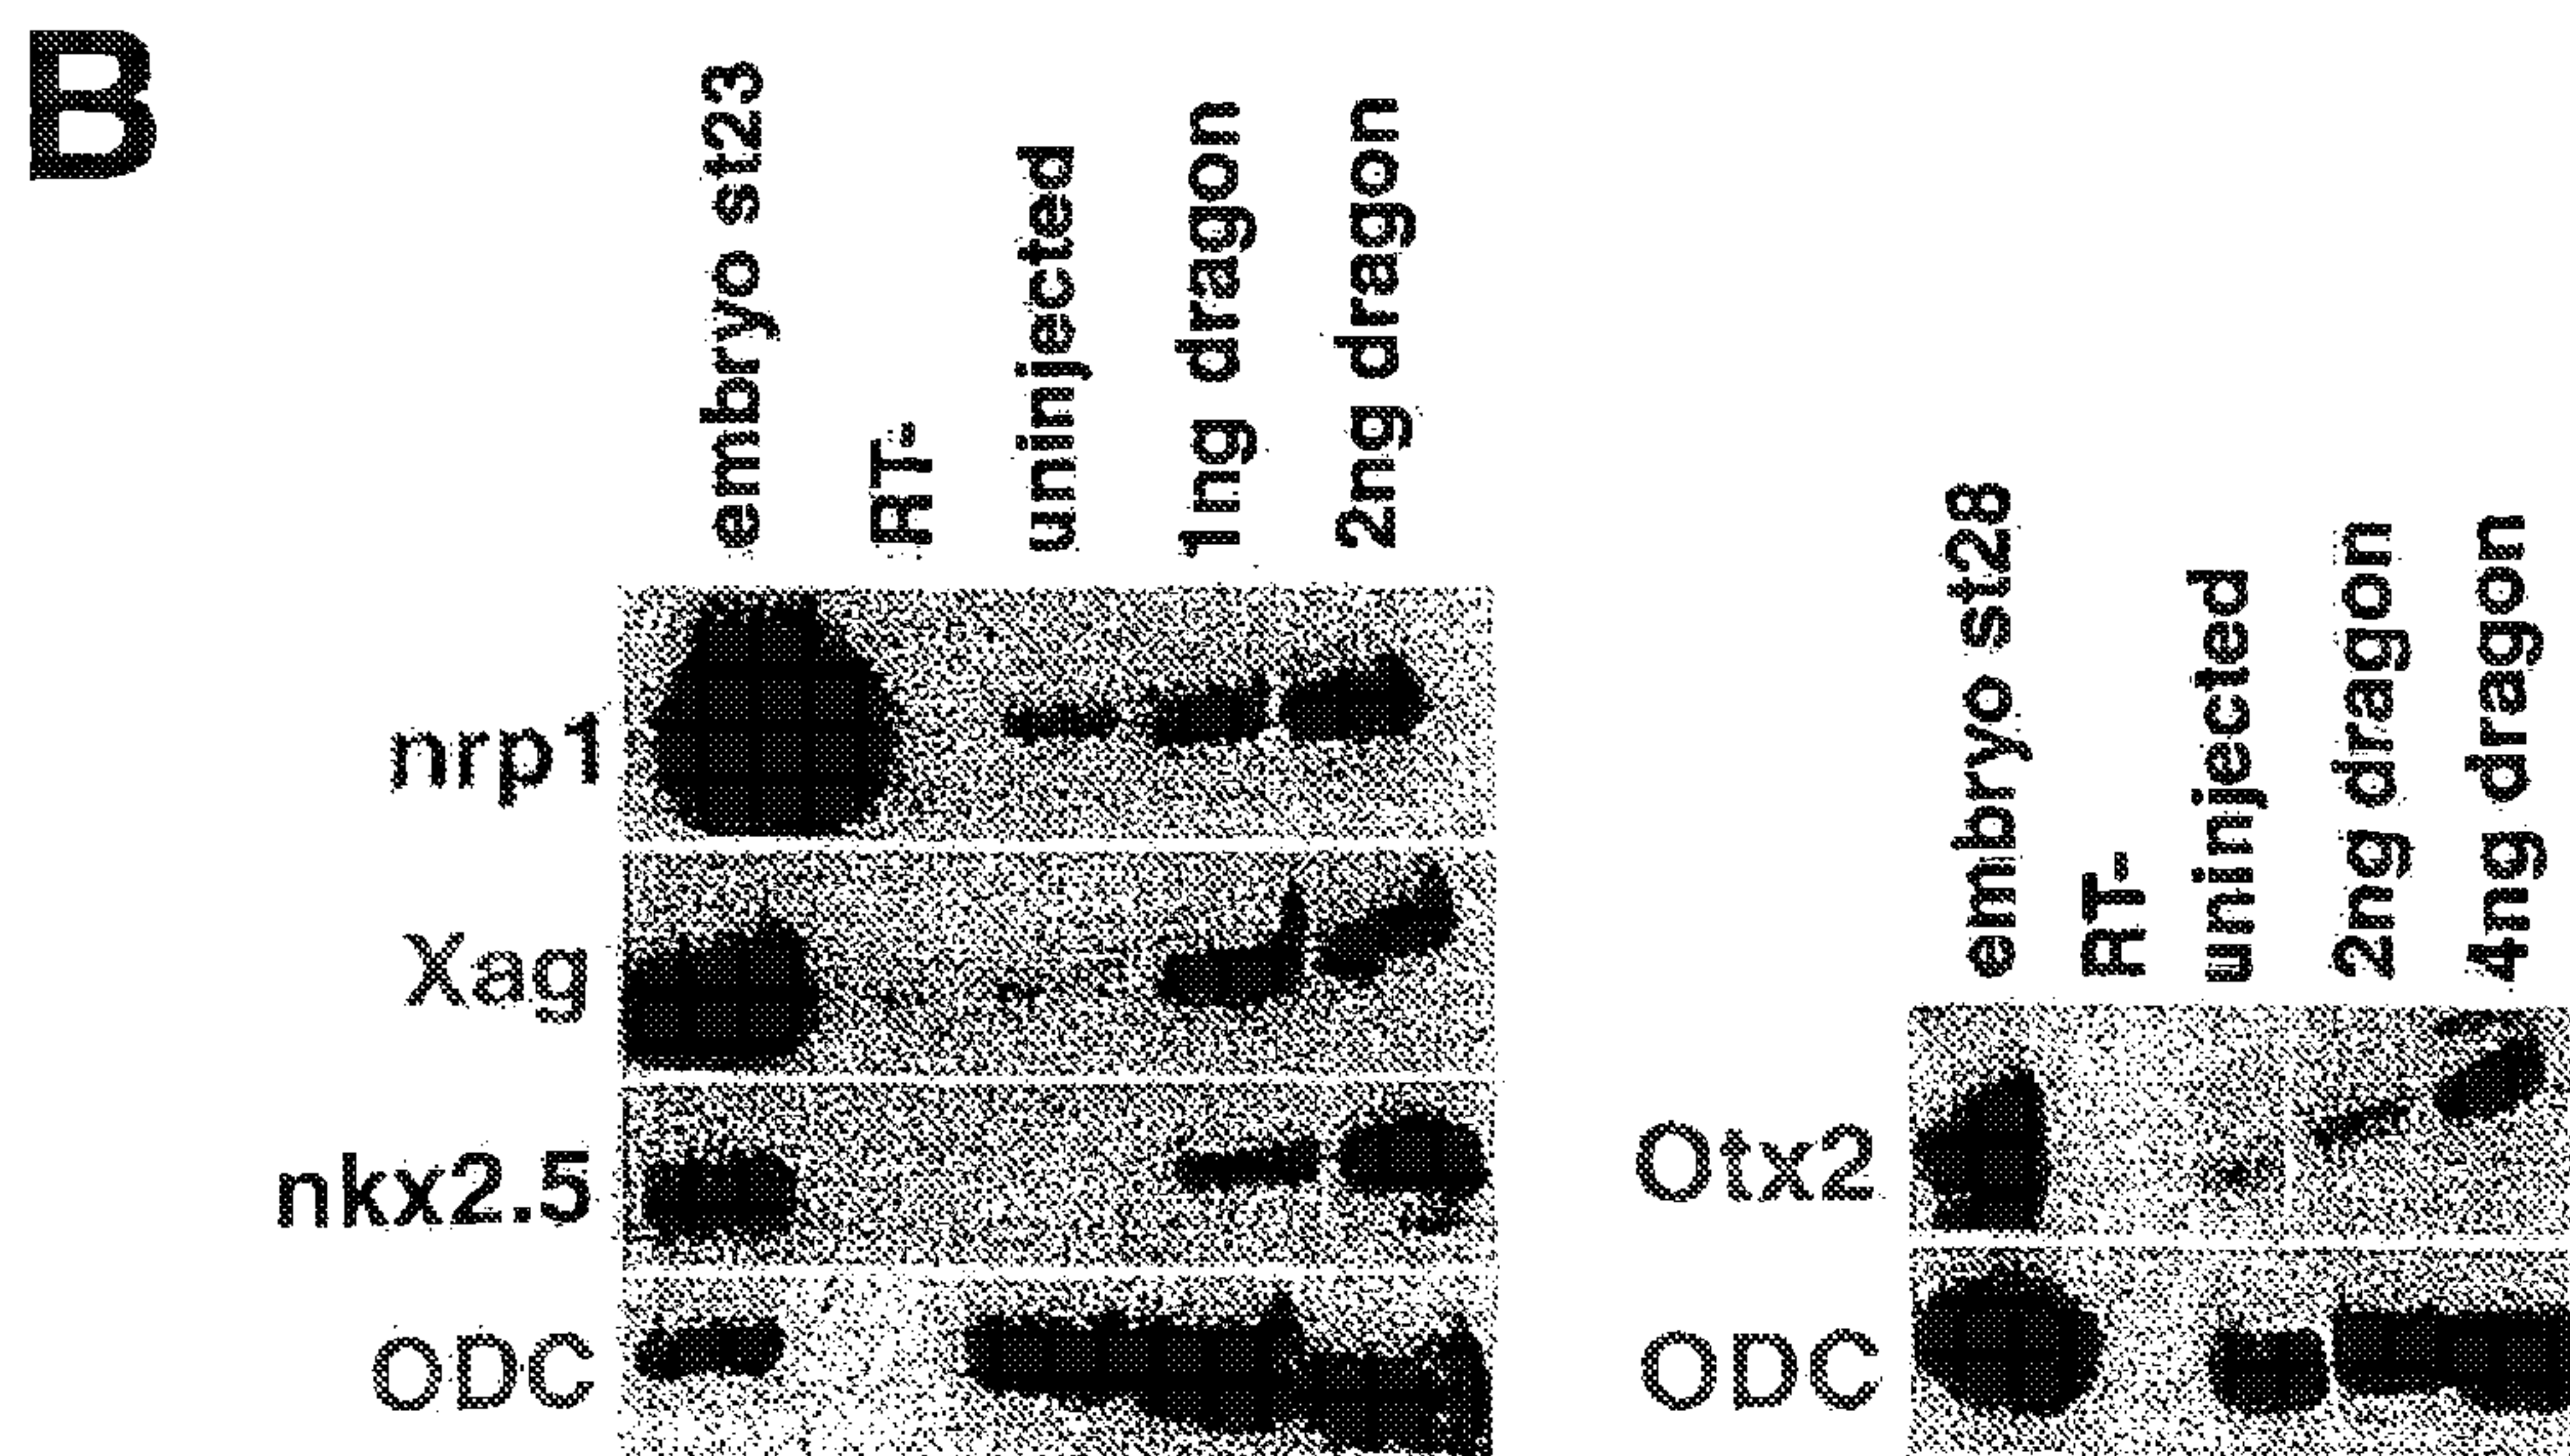 B
embryo st23
RT-
uninjected
1ng dragon
2ng dragon
nrp1
Xag
nkx2.5
ODC
embryo st28
RT-
uninjected
2ng dragon
4ng dragon
Otx2
ODC